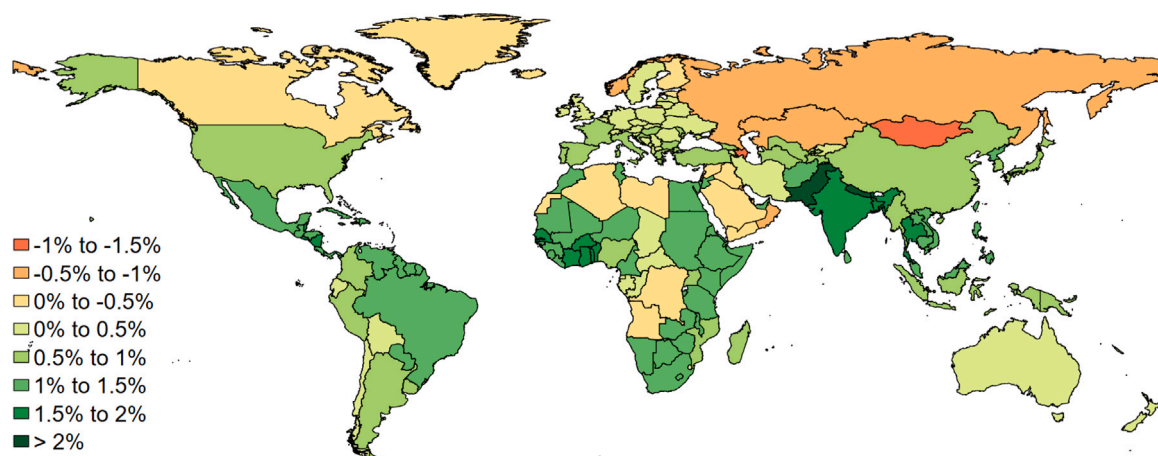 -1% to -1.5%
-0.5% to -1%
0% to -0.5%
0% to 0.5%
0.5% to 1%
1% to 1.5%
1.5% to 2%
> 2%